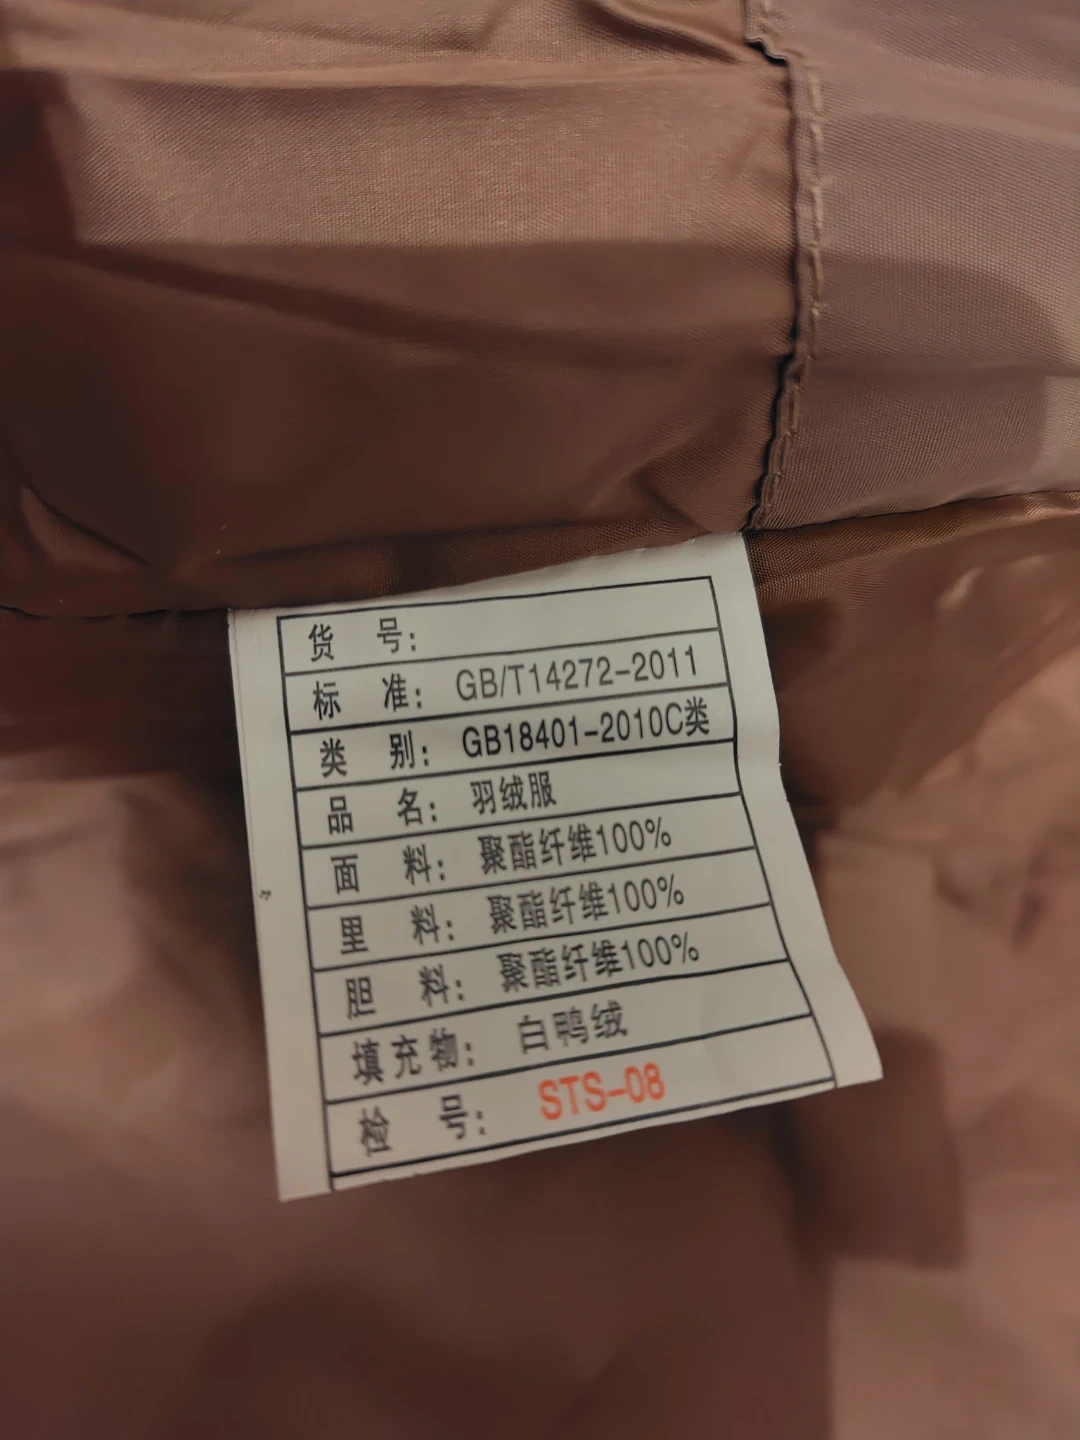 货 号：
标 准： GB/T14272-2011
类 别： GB18401-2010C类
品 名： 羽绒服
面 料： 聚酯纤维100%
里 料： 聚酯纤维100%
胆 料： 聚酯纤维100%
填充物： 白鸭绒
检 号： STS-08